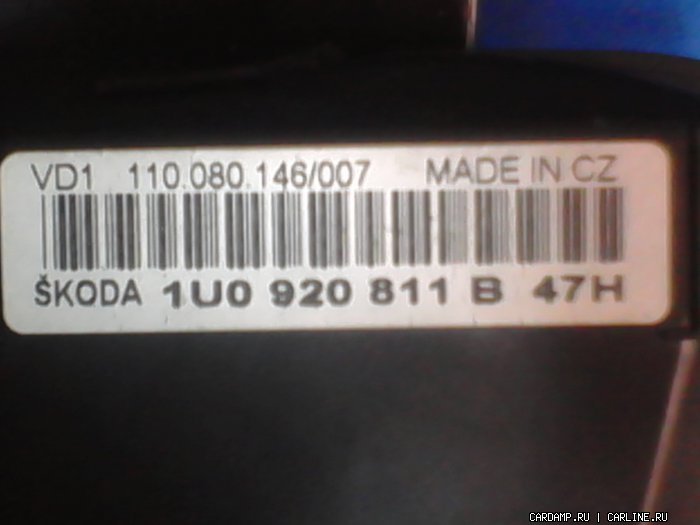 VD1 110.080.146/007 MADE IN CZ
ŠKODA 1U0 920 811 B 47H
CARDAMP.RU | CARLINE.RU